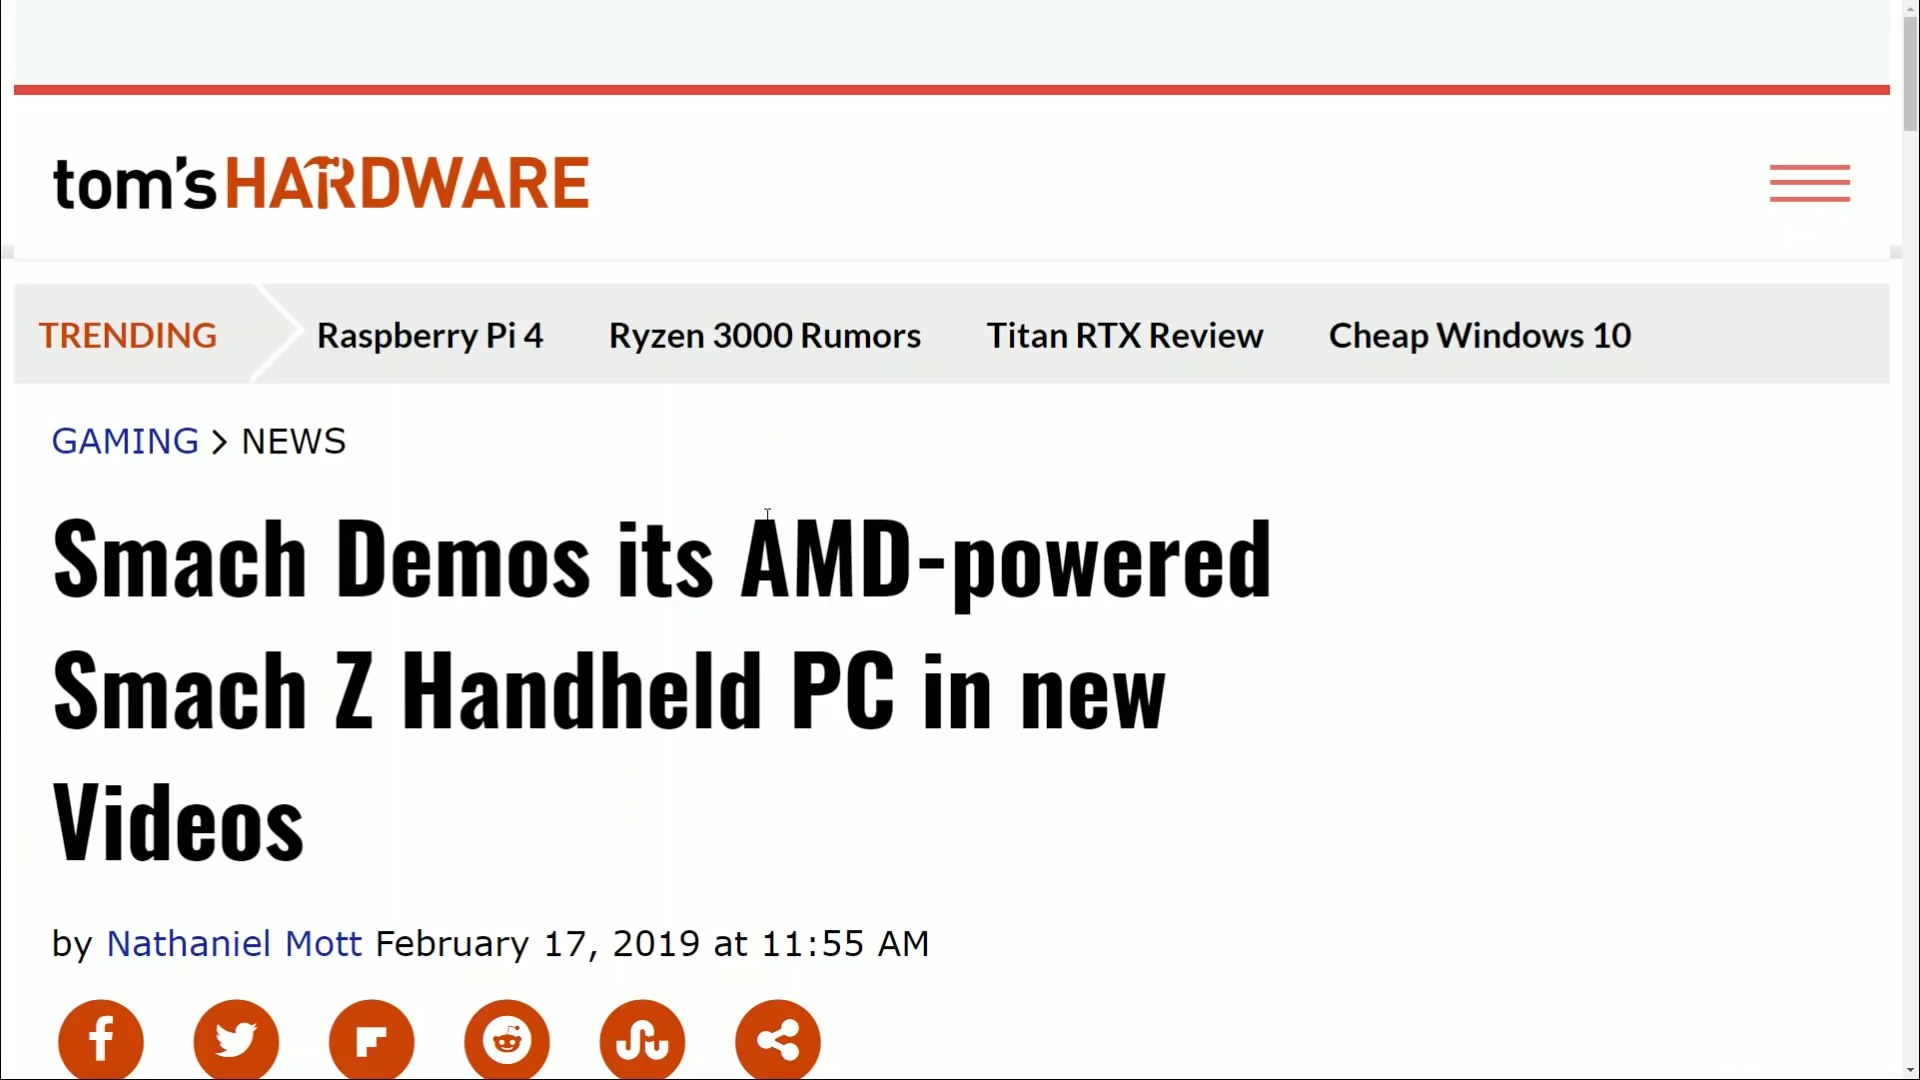 tom's HARDWARE
TRENDING Raspberry Pi 4 Ryzen 3000 Rumors Titan RTX Review Cheap Windows 10
GAMING > NEWS
Smach Demos its AMD-powered
Smach Z Handheld PC in new
Videos
by Nathaniel Mott February 17, 2019 at 11:55 AM